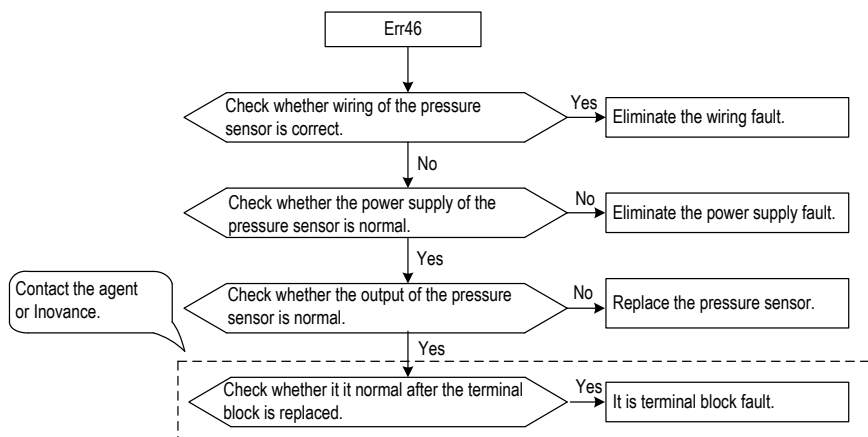 Err46
Check whether wiring of the pressure
sensor is correct.
Yes
Eliminate the wiring fault.
No
Check whether the power supply of the
pressure sensor is normal.
No
Eliminate the power supply fault.
Yes
Contact the agent
or Inovance.
Check whether the output of the pressure
sensor is normal.
No
Replace the pressure sensor.
Yes
Check whether it it normal after the terminal
block is replaced.
Yes
It is terminal block fault.